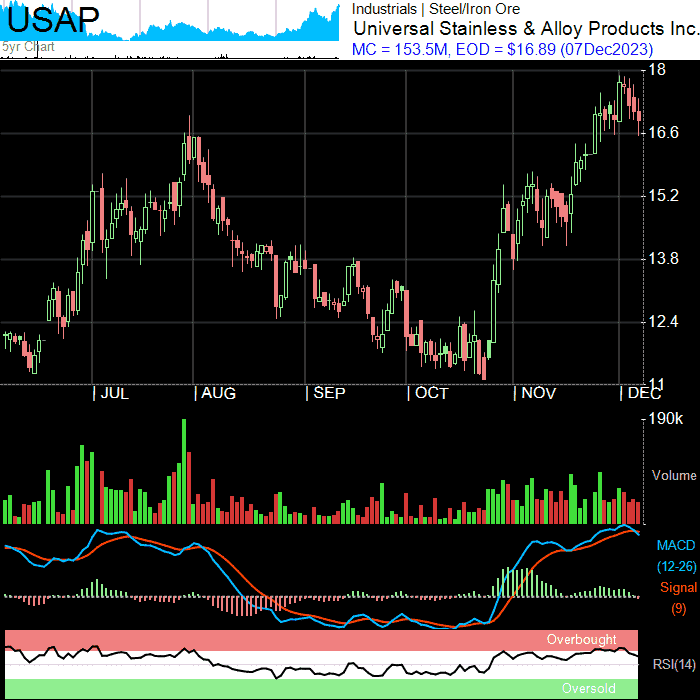 USAP
5yr Chart
Industrials | Steel/Iron Ore
Universal Stainless & Alloy Products Inc.
MC = 153.5M, EOD = $16.89 (07Dec2023)
18
16.6
15.2
13.8
12.4
11
JUL
AUG
SEP
OCT
NOV
DEC
190k
Volume
MACD
(12-26)
Signal
(9)
Overbought
RSI(14)
Oversold